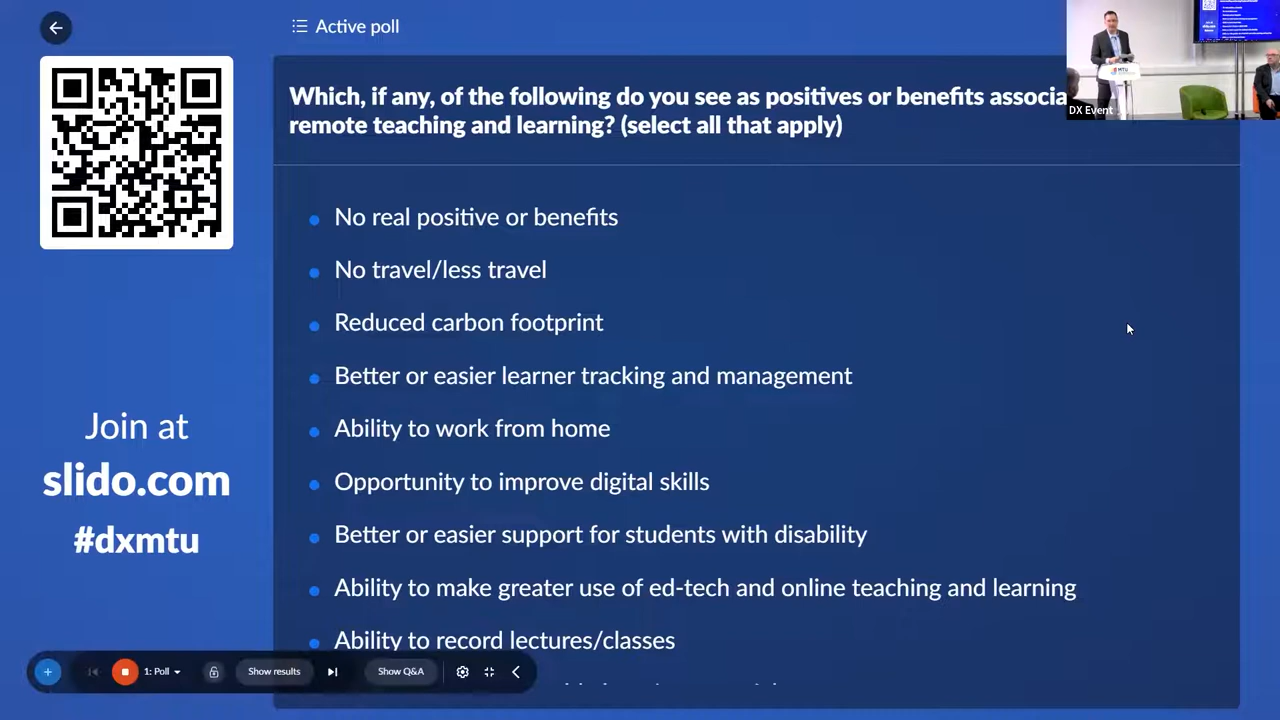 Active poll
Which, if any, of the following do you see as positives or benefits
remote teaching and learning? (select all that apply)
No real positive or benefits
No travel/less travel
Reduced carbon footprint
Better or easier learner tracking and management
Ability to work from home
Opportunity to improve digital skills
Better or easier support for students with disability
Ability to make greater use of ed-tech and online teaching and learning
Ability to record lectures/classes
Join at
slido.com
#dxmtu
1: Poll
Show results
Show Q&A
DX Event
MTU